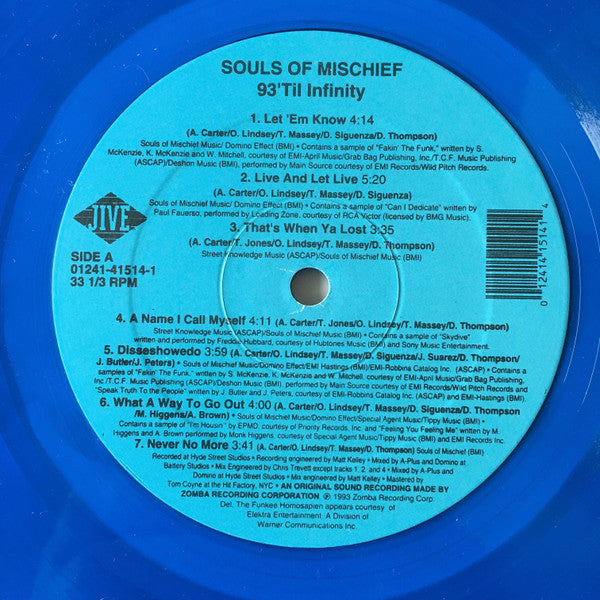 SOULS OF MISCHIEF
93'Til Infinity
1. Let 'Em Know 4:14
(A. Carter/O. Lindsey/T. Massey/D. Siguenza/D. Thompson)
Souls of Mischief Music/ Domino Effect (BMI) • Contains a sample of "Fakin' The Funk," written by S.
McKenzie, K. McKenzie and W. Mitchell, courtesy of EMI-April Music/Grab Bag Publishing, Inc./T.C.F. Music Publishing
(ASCAP)/Deshon Music (BMI), performed by Main Source courtesy of EMI Records/Wild Pitch Records.
2. Live And Let Live 5:20
(A. Carter/O. Lindsey/T. Massey/D. Siguenza)
Souls of Mischief Music/ Domino Effect (BMI) • Contains a sample of "Can I Dedicate" written by
Paul Fauerso, performed by Loading Zone, courtesy of RCA Victor (licensed by BMG Music).
3. That's When Ya Lost 3:35
(A. Carter/T. Jones/O. Lindsey/T. Massey/D. Thompson)
Street Knowledge Music (ASCAP)/Souls of Mischief Music (BMI)
JIVE
SIDE A
01241-41514-1
33 1/3 RPM
0 12414 15141 4
4. A Name I Call Myself 4:11 (A. Carter/T. Jones/O. Lindsey/T. Massey/D. Thompson)
Street Knowledge Music (ASCAP)/Souls of Mischief Music (BMI) • Contains a sample of "Skydive"
written and performed by Freddie Hubbard, courtesy of Hubtones Music (BMI) and Sony Music Entertainment.
5. Disseshowedo 3:59 (A. Carter/O. Lindsey/T. Massey/D. Siguenza/J. Suarez/D. Thompson/
J. Butler/J. Peters) • Souls of Mischief Music/Domino Effect/EMI Hastings (BMI)/EMI-Robbins Catalog Inc. (ASCAP) • Contains a
sample of "Fakin' The Funk," written by S. McKenzie, K. McKenzie and W. Mitchell, courtesy of EMI-April Music/Grab Bag Publishing,
Inc./T.C.F. Music Publishing (ASCAP)/Deshon Music (BMI), performed by Main Source courtesy of EMI Records/Wild Pitch Records and
"Speak Truth To the People" written by J. Butler and J. Peters, courtesy of EMI-Robbins Catalog Inc. (ASCAP) and EMI-Hastings (BMI).
6. What A Way To Go Out 4:00 (A. Carter/O. Lindsey/T. Massey/D. Siguenza/D. Thompson
/M. Higgens/A. Brown) • Souls of Mischief Music/Domino Effect/Special Agent Music/Tippy Music (BMI) •
Contains a sample of "I'm Housin'" by EPMD, courtesy of Priority Records, Inc. and "Feeling You Feeling Me" written by M.
Higgens and A. Brown performed by Monk Higgens, courtesy of Special Agent Music/Tippy Music (BMI) and EMI Records Inc.
7. Never No More 3:41 (A. Carter/O. Lindsey/T. Massey/D. Thompson) Souls of Mischief (BMI)
Recorded at Hyde Street Studios • Recording engineered by Matt Kelley • Mixed by A-Plus and Domino at
Battery Studios • Mix Engineered by Chris Trevett except tracks 1, 2 and 4 • Mixed by A-Plus and
Domino at Hyde Street Studios • Mix engineered by Matt Kelley • Mastered by
Tom Coyne at the Hit Factory, NYC • AN ORIGINAL SOUND RECORDING MADE BY
ZOMBA RECORDING CORPORATION ℗ 1993 Zomba Recording Corp.
Del. The Funkee Homosapien appears courtesy of
Elektra Entertainment. A Division of
Warner Communications Inc.